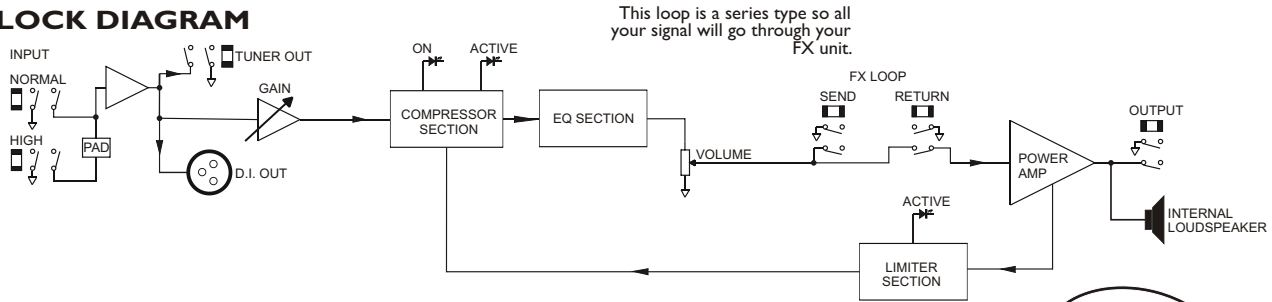 LOCK DIAGRAM
This loop is a series type so all
your signal will go through your
FX unit.
INPUT
NORMAL
HIGH
PAD
TUNER OUT
D.I. OUT
GAIN
ON
ACTIVE
COMPRESSOR
SECTION
EQ SECTION
VOLUME
FX LOOP
SEND
RETURN
POWER
AMP
OUTPUT
INTERNAL
LOUDSPEAKER
ACTIVE
LIMITER
SECTION